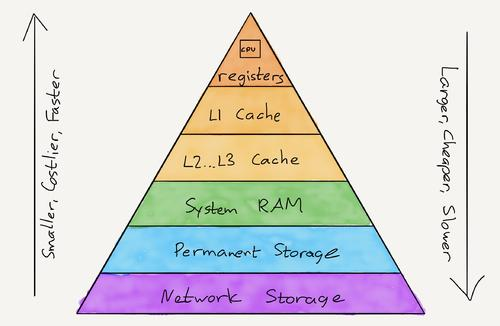 CPU
registers
L1 Cache
L2...L3 Cache
System RAM
Permanent Storage
Network Storage
Smaller, Costlier, Faster
Larger, Cheaper, Slower